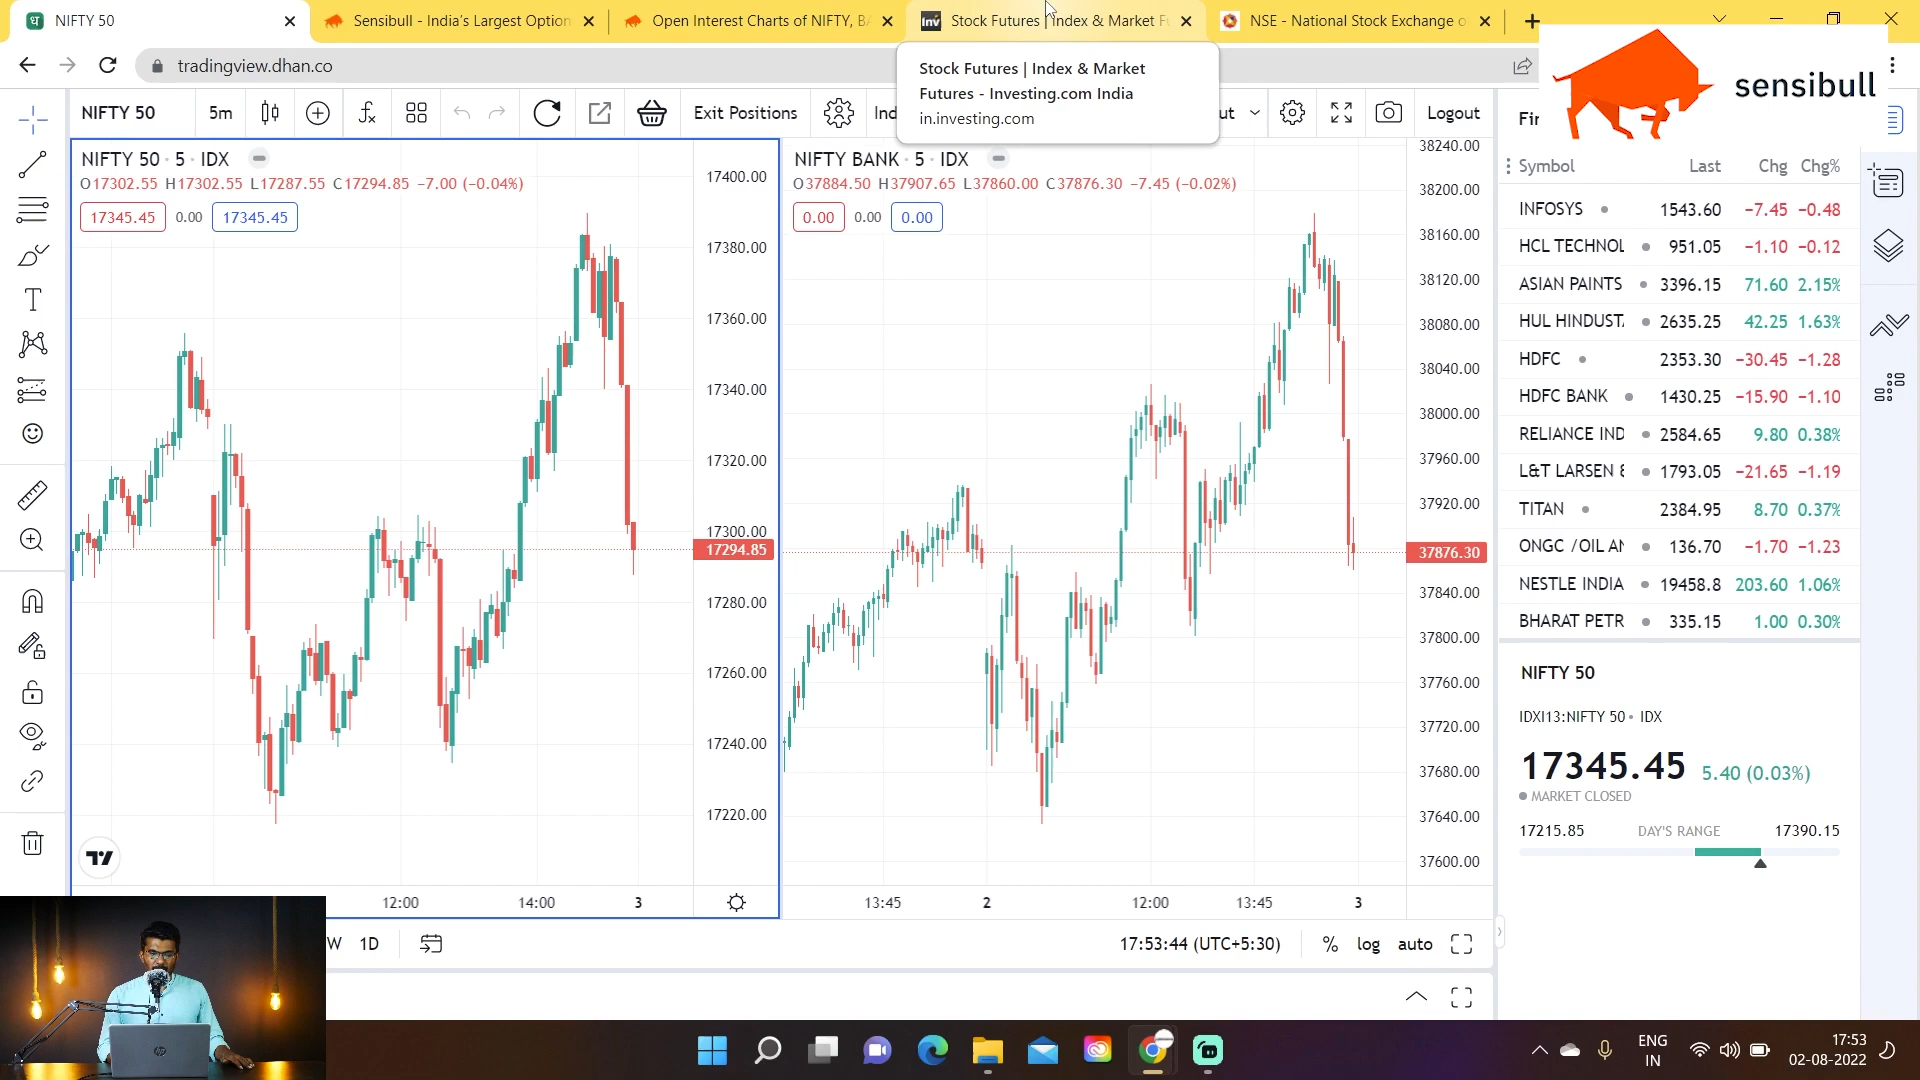 NIFTY 50
Sensibull - India's Largest Option
Open Interest Charts of NIFTY, BA
Stock Futures | Index & Market F
NSE - National Stock Exchange o
tradingview.dhan.co
Stock Futures | Index & Market
Futures - Investing.com India
in.investing.com
sensibull
NIFTY 50
5m
Exit Positions
Ind
ut
Logout
Fir
NIFTY 50 · 5 · IDX
O17302.55 H17302.55 L17287.55 C17294.85 −7.00 (−0.04%)
17345.45
0.00
17345.45
17400.00
17380.00
17360.00
17340.00
17320.00
17300.00
17294.85
17280.00
17260.00
17240.00
17220.00
12:00
14:00
3
NIFTY BANK · 5 · IDX
O37884.50 H37907.65 L37860.00 C37876.30 −7.45 (−0.02%)
0.00
0.00
0.00
38240.00
38200.00
38160.00
38120.00
38080.00
38040.00
38000.00
37960.00
37920.00
37876.30
37840.00
37800.00
37760.00
37720.00
37680.00
37640.00
37600.00
13:45
2
12:00
13:45
3
Symbol Last Chg Chg%
INFOSYS 1543.60 −7.45 −0.48
HCL TECHNOL 951.05 −1.10 −0.12
ASIAN PAINTS 3396.15 71.60 2.15%
HUL HINDUST. 2635.25 42.25 1.63%
HDFC 2353.30 −30.45 −1.28
HDFC BANK 1430.25 −15.90 −1.10
RELIANCE IND 2584.65 9.80 0.38%
L&T LARSEN & 1793.05 −21.65 −1.19
TITAN 2384.95 8.70 0.37%
ONGC /OIL AN 136.70 −1.70 −1.23
NESTLE INDIA 19458.8 203.60 1.06%
BHARAT PETR 335.15 1.00 0.30%
NIFTY 50
IDXI13:NIFTY 50 • IDX
17345.45 5.40 (0.03%)
MARKET CLOSED
17215.85 DAY'S RANGE 17390.15
W 1D
17:53:44 (UTC+5:30)
% log auto
ENG
IN
17:53
02-08-2022